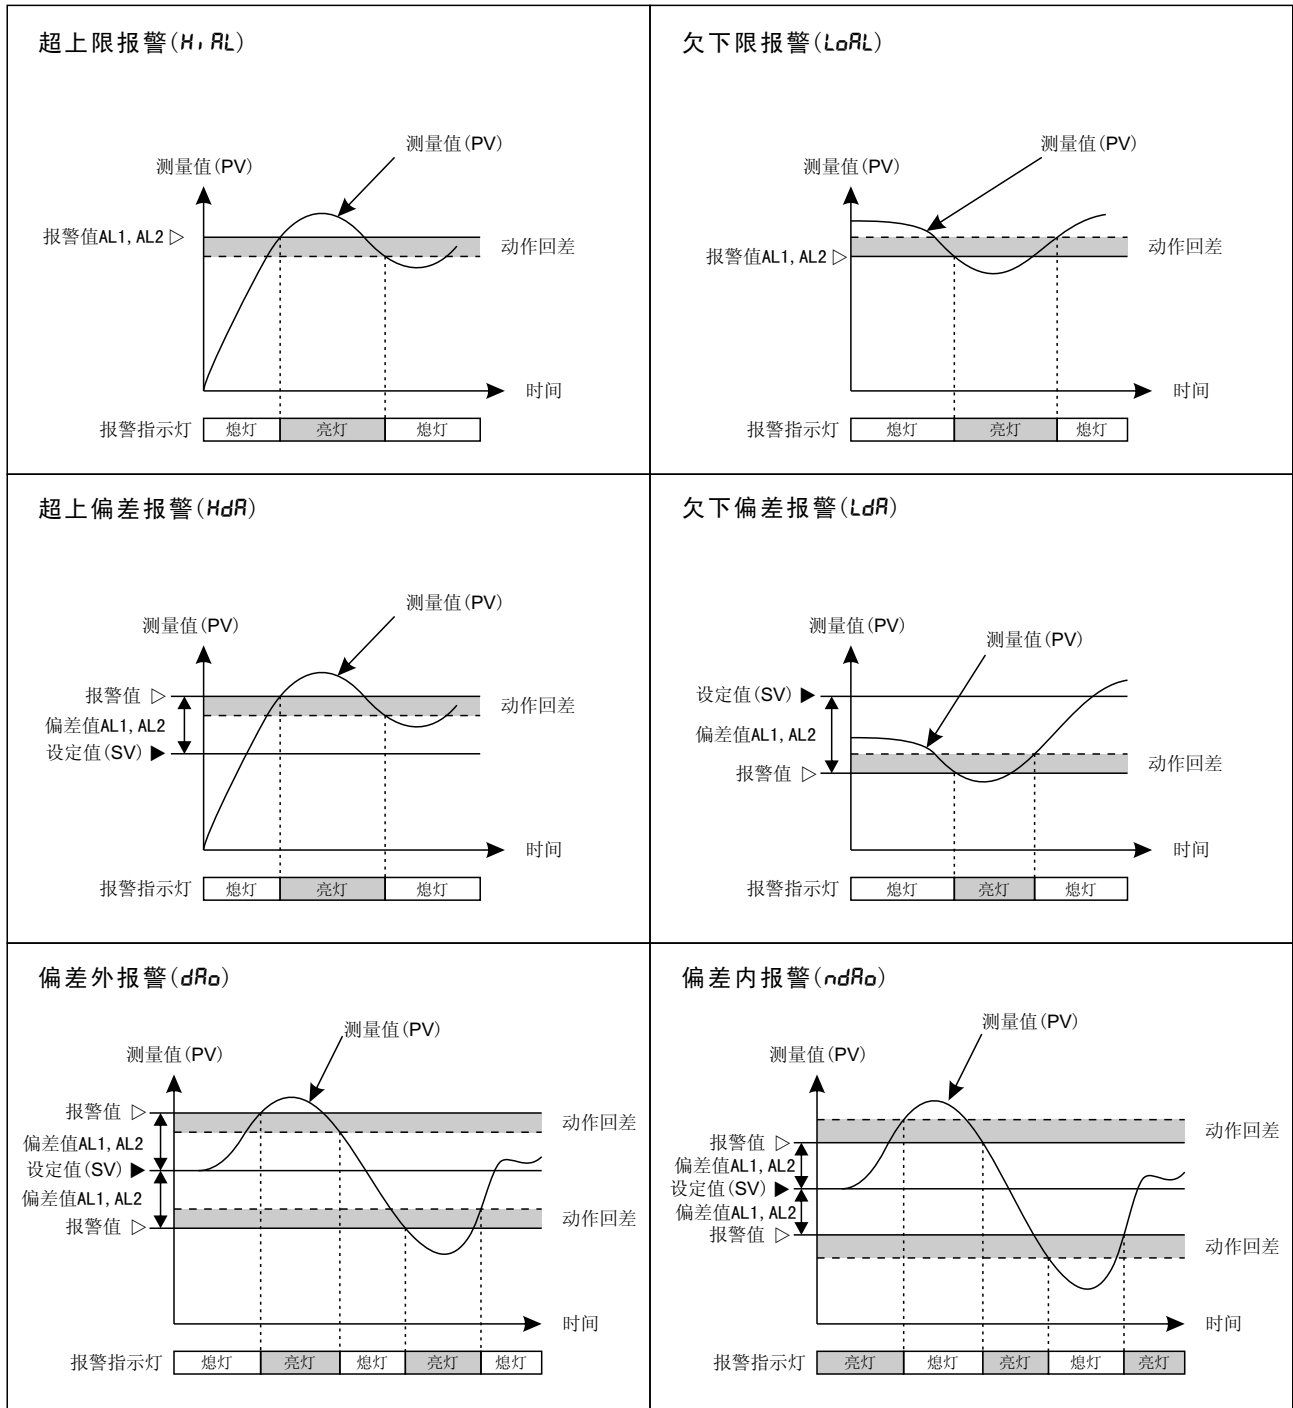 超上限报警(Hi AL)
测量值(PV)
测量值(PV)
报警值AL1, AL2 ▷
动作回差
时间
报警指示灯 熄灯 亮灯 熄灯
欠下限报警(LoAL)
测量值(PV)
测量值(PV)
报警值AL1, AL2 ▷
动作回差
时间
报警指示灯 熄灯 亮灯 熄灯
超上偏差报警(HdA)
测量值(PV)
测量值(PV)
报警值 ▷
动作回差
偏差值AL1, AL2
设定值(SV) ▶
时间
报警指示灯 熄灯 亮灯 熄灯
欠下偏差报警(LdA)
测量值(PV)
测量值(PV)
设定值(SV) ▶
偏差值AL1, AL2
动作回差
报警值 ▷
时间
报警指示灯 熄灯 亮灯 熄灯
偏差外报警(dAo)
测量值(PV)
测量值(PV)
报警值 ▷
动作回差
偏差值AL1, AL2
设定值(SV) ▶
偏差值AL1, AL2
动作回差
报警值 ▷
时间
报警指示灯 熄灯 亮灯 熄灯 亮灯 熄灯
偏差内报警(ndAo)
测量值(PV)
测量值(PV)
动作回差
报警值 ▷
偏差值AL1, AL2
设定值(SV) ▶
偏差值AL1, AL2
报警值 ▷
动作回差
时间
报警指示灯 亮灯 熄灯 亮灯 熄灯 亮灯